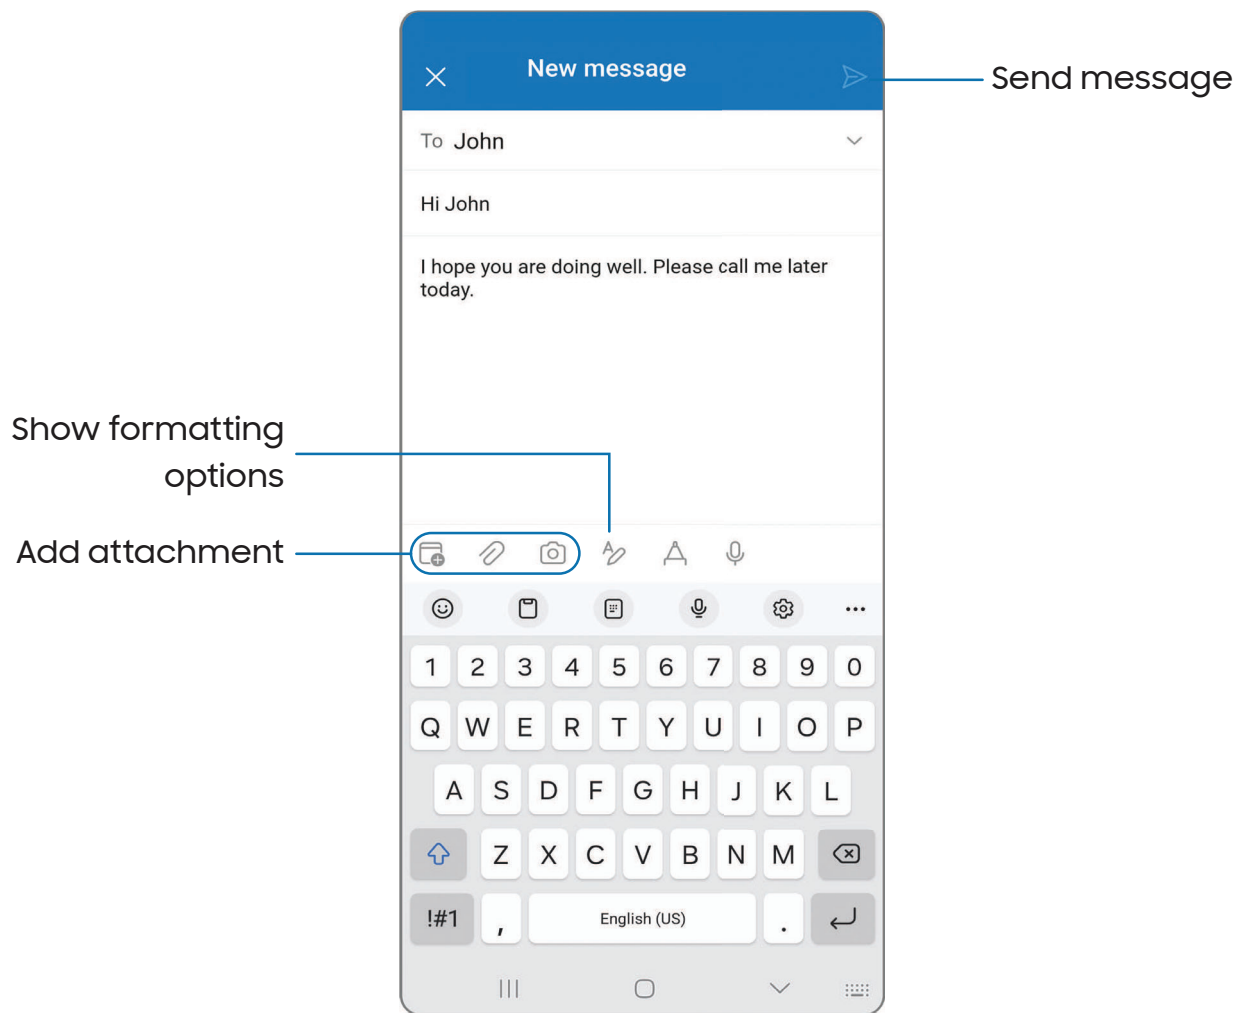 New message
Send message
To John
Hi John
I hope you are doing well. Please call me later
today.
Show formatting
options
Add attachment
1 2 3 4 5 6 7 8 9 0
Q W E R T Y U I O P
A S D F G H J K L
Z X C V B N M
!#1 , English (US) .